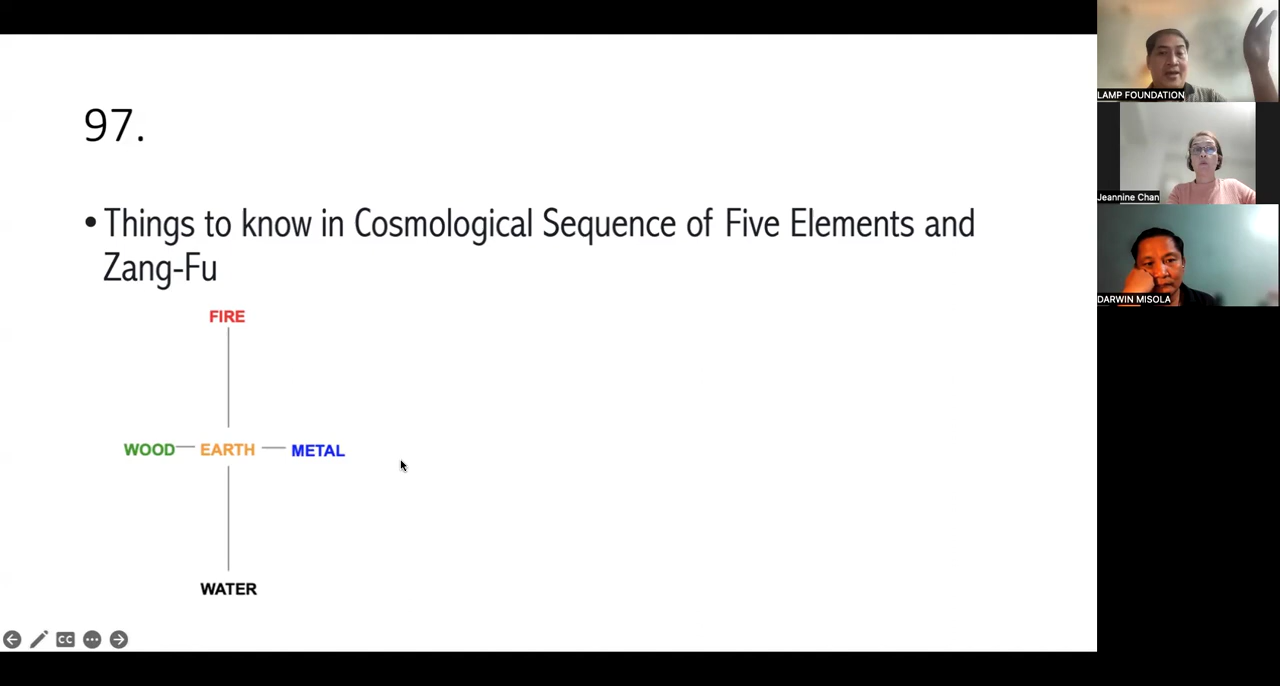 97.
• Things to know in Cosmological Sequence of Five Elements and
Zang-Fu
FIRE
WOOD EARTH METAL
WATER
CC
LAMP FOUNDATION
Jeannine Chan
DARWIN MISOLA